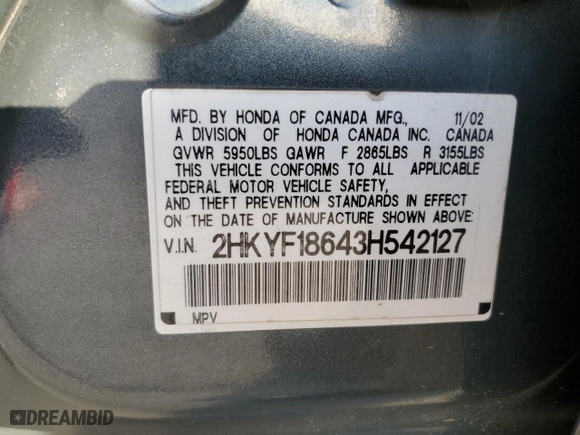 MFD. BY HONDA OF CANADA MFG., 11/02
A DIVISION OF HONDA CANADA INC. CANADA
GVWR 5950LBS GAWR F 2865LBS R 3155LBS
THIS VEHICLE CONFORMS TO ALL APPLICABLE
FEDERAL MOTOR VEHICLE SAFETY,
AND THEFT PREVENTION STANDARDS IN EFFECT
ON THE DATE OF MANUFACTURE SHOWN ABOVE:
V.I.N. 2HKYF18643H542127
MPV
DREAMBID